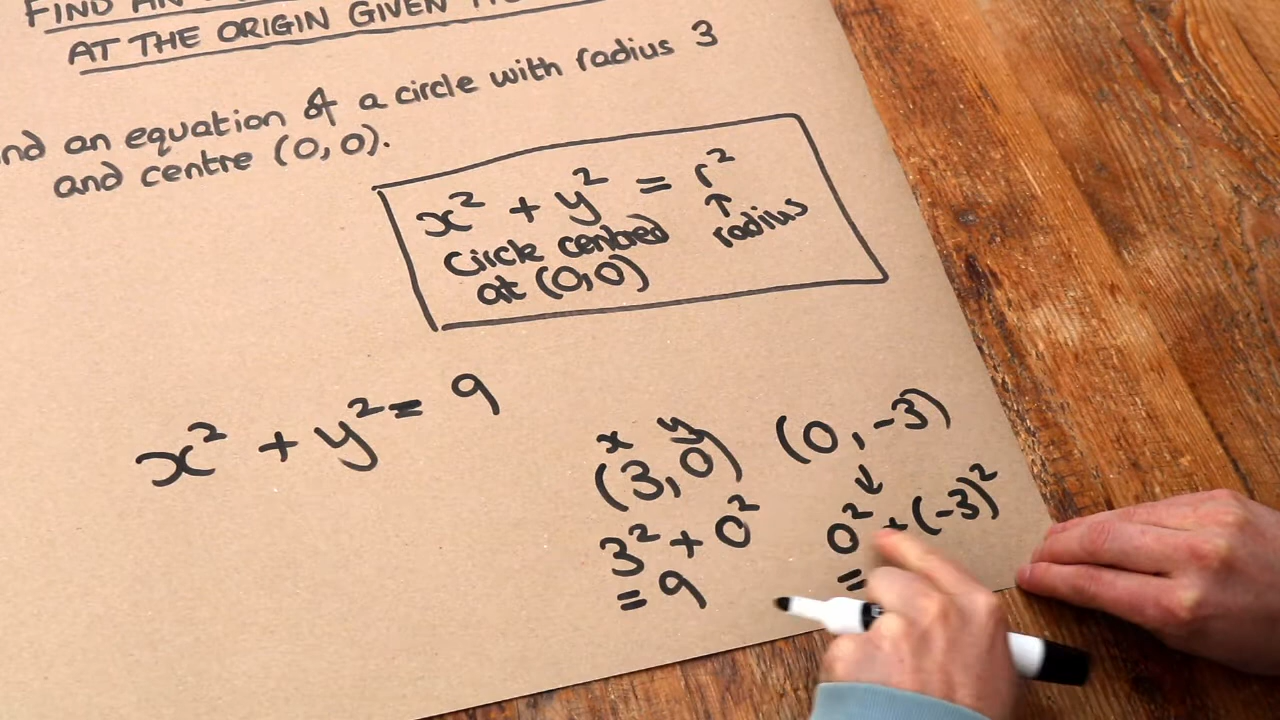 FIND AN
AT THE ORIGIN GIVEN
nd an equation of a circle with radius 3
and centre (0,0).
x² + y² = r²
↑
radius
Circle centred
at (0,0)
x² + y² = 9
x y
(3,0)
3² + 0²
= 9
(0,-3)
↓
0² + (-3)²
=